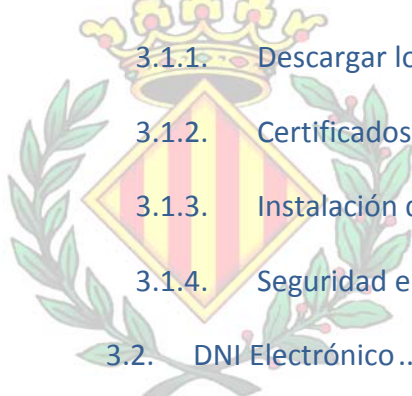 3.1.1. Descargar lo
3.1.2. Certificados
3.1.3. Instalación
3.1.4. Seguridad e
3.2. DNI Electrónico..